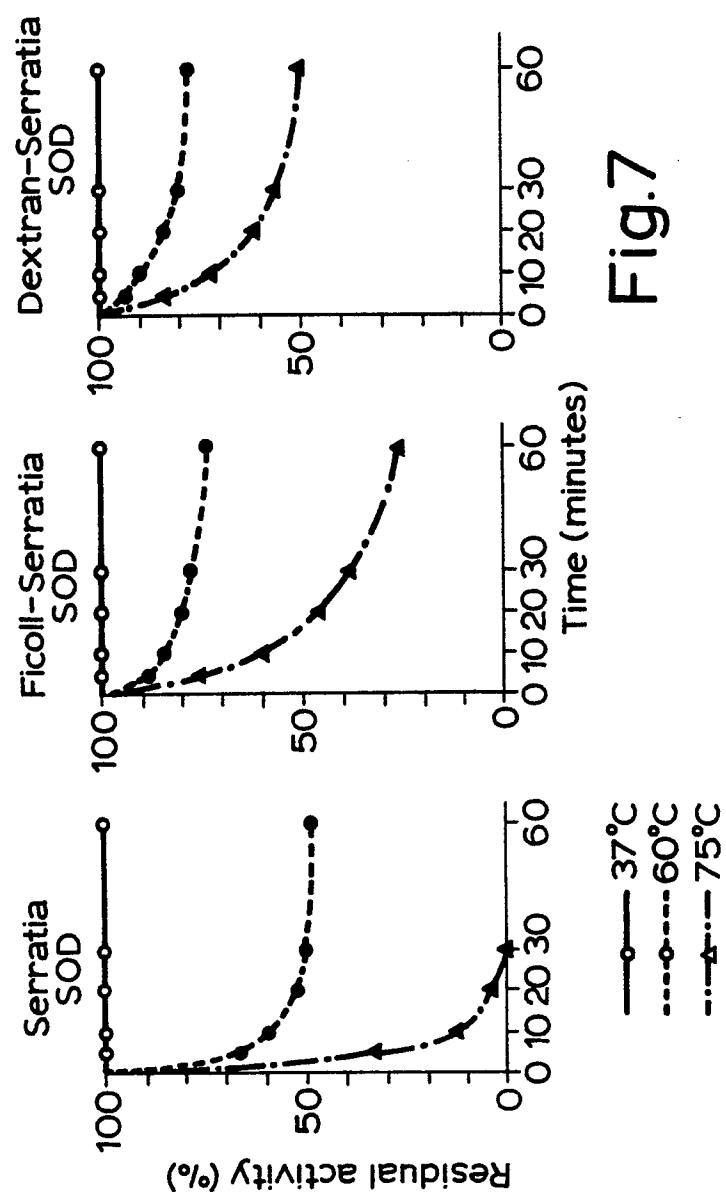 Serratia
SOD
Residual activity (%)
100
50
0
0 10 20 30 60
Ficoll-Serratia
SOD
100
50
0
0 10 20 30 60
Time (minutes)
Dextran-Serratia
SOD
100
50
0
0 10 20 30 60
37°C
60°C
75°C
Fig.7